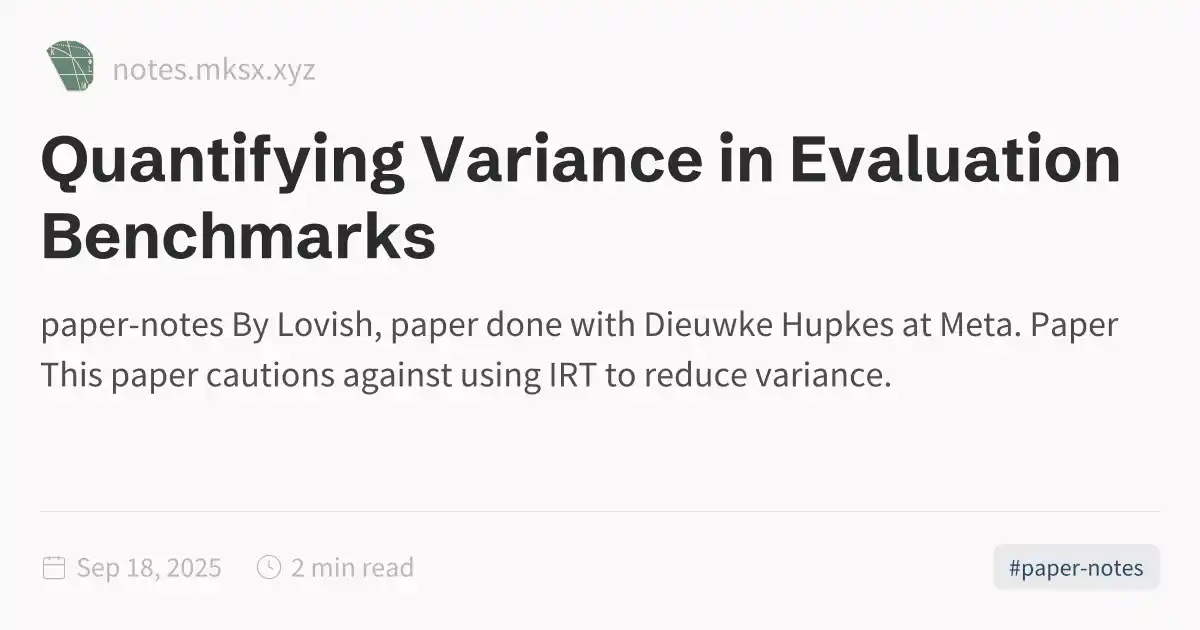 notes.mksx.xyz
Quantifying Variance in Evaluation
Benchmarks
paper-notes By Lovish, paper done with Dieuwke Hupkes at Meta. Paper
This paper cautions against using IRT to reduce variance.
Sep 18, 2025 2 min read #paper-notes